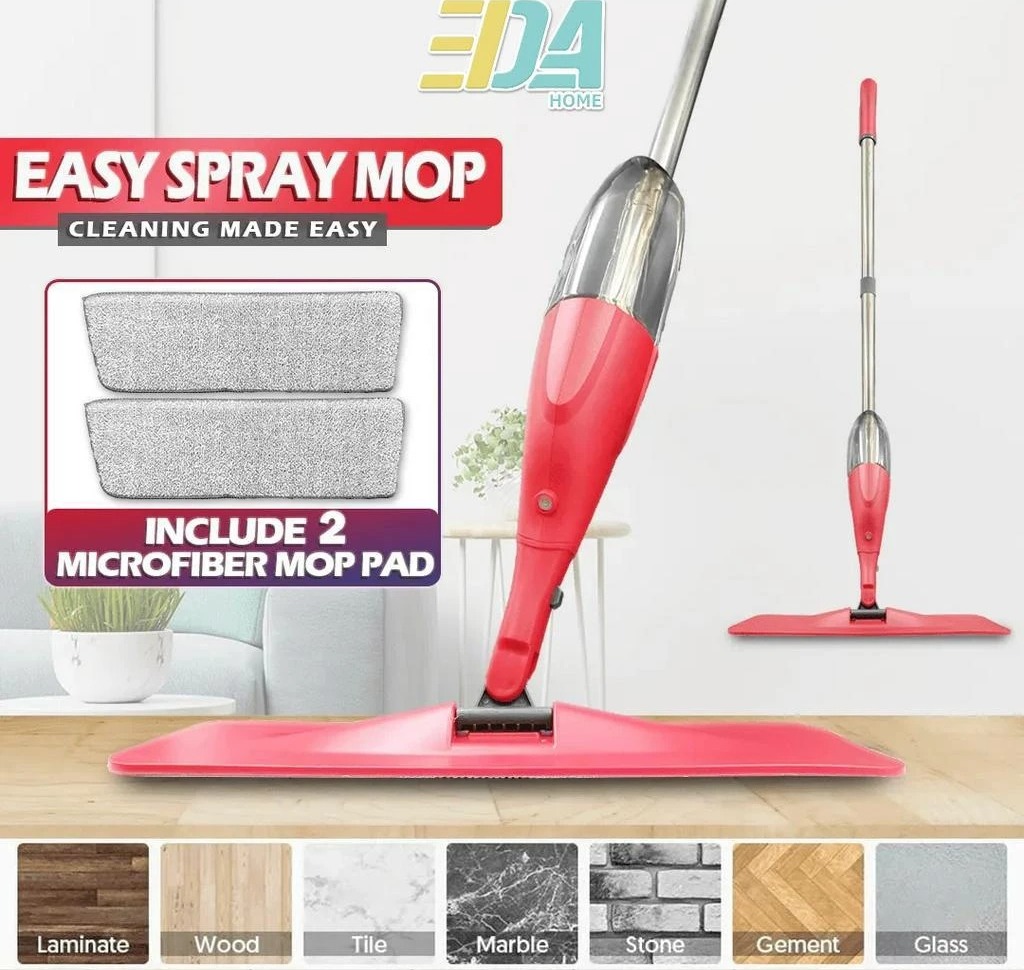 EDA
HOME
EASY SPRAY MOP
CLEANING MADE EASY
INCLUDE 2
MICROFIBER MOP PAD
Laminate
Wood
Tile
Marble
Stone
Gement
Glass